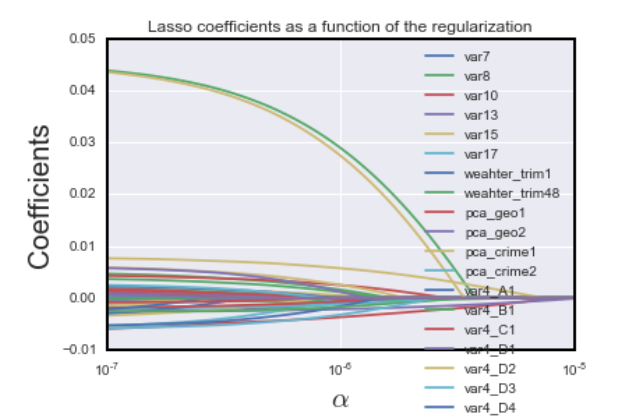 Lasso coefficients as a function of the regularization
0.05
0.04
0.03
0.02
0.01
0.00
−0.01
Coefficients
var7
var8
var10
var13
var15
var17
weahter_trim1
weahter_trim48
pca_geo1
pca_geo2
pca_crime1
pca_crime2
var4_A1
var4_B1
var4_C1
var4_D1
var4_D2
var4_D3
var4_D4
10⁻⁷
10⁻⁶
10⁻⁵
α